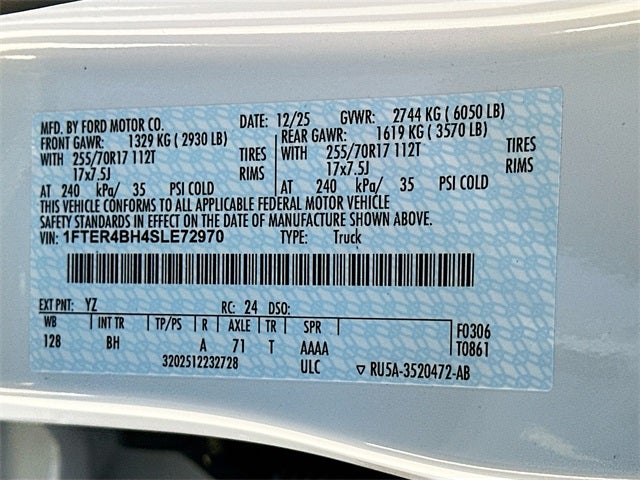 MFD. BY FORD MOTOR CO. DATE: 12/25 GVWR: 2744 KG ( 6050 LB)
FRONT GAWR: 1329 KG ( 2930 LB) REAR GAWR: 1619 KG ( 3570 LB)
WITH 255/70R17 112T TIRES WITH 255/70R17 112T TIRES
17x7.5J RIMS 17x7.5J RIMS
AT 240 kPa/ 35 PSI COLD AT 240 kPa/ 35 PSI COLD
THIS VEHICLE CONFORMS TO ALL APPLICABLE FEDERAL MOTOR VEHICLE
SAFETY STANDARDS IN EFFECT ON THE DATE OF MANUFACTURE SHOWN ABOVE.
VIN: 1FTER4BH4SLE72970 TYPE: Truck
EXT PNT: YZ RC: 24 DSO:
WB INT TR TP/PS R AXLE TR SPR F0306
128 BH A 71 T AAAA T0861
3202512232728 ULC ▽ RU5A-3520472-AB